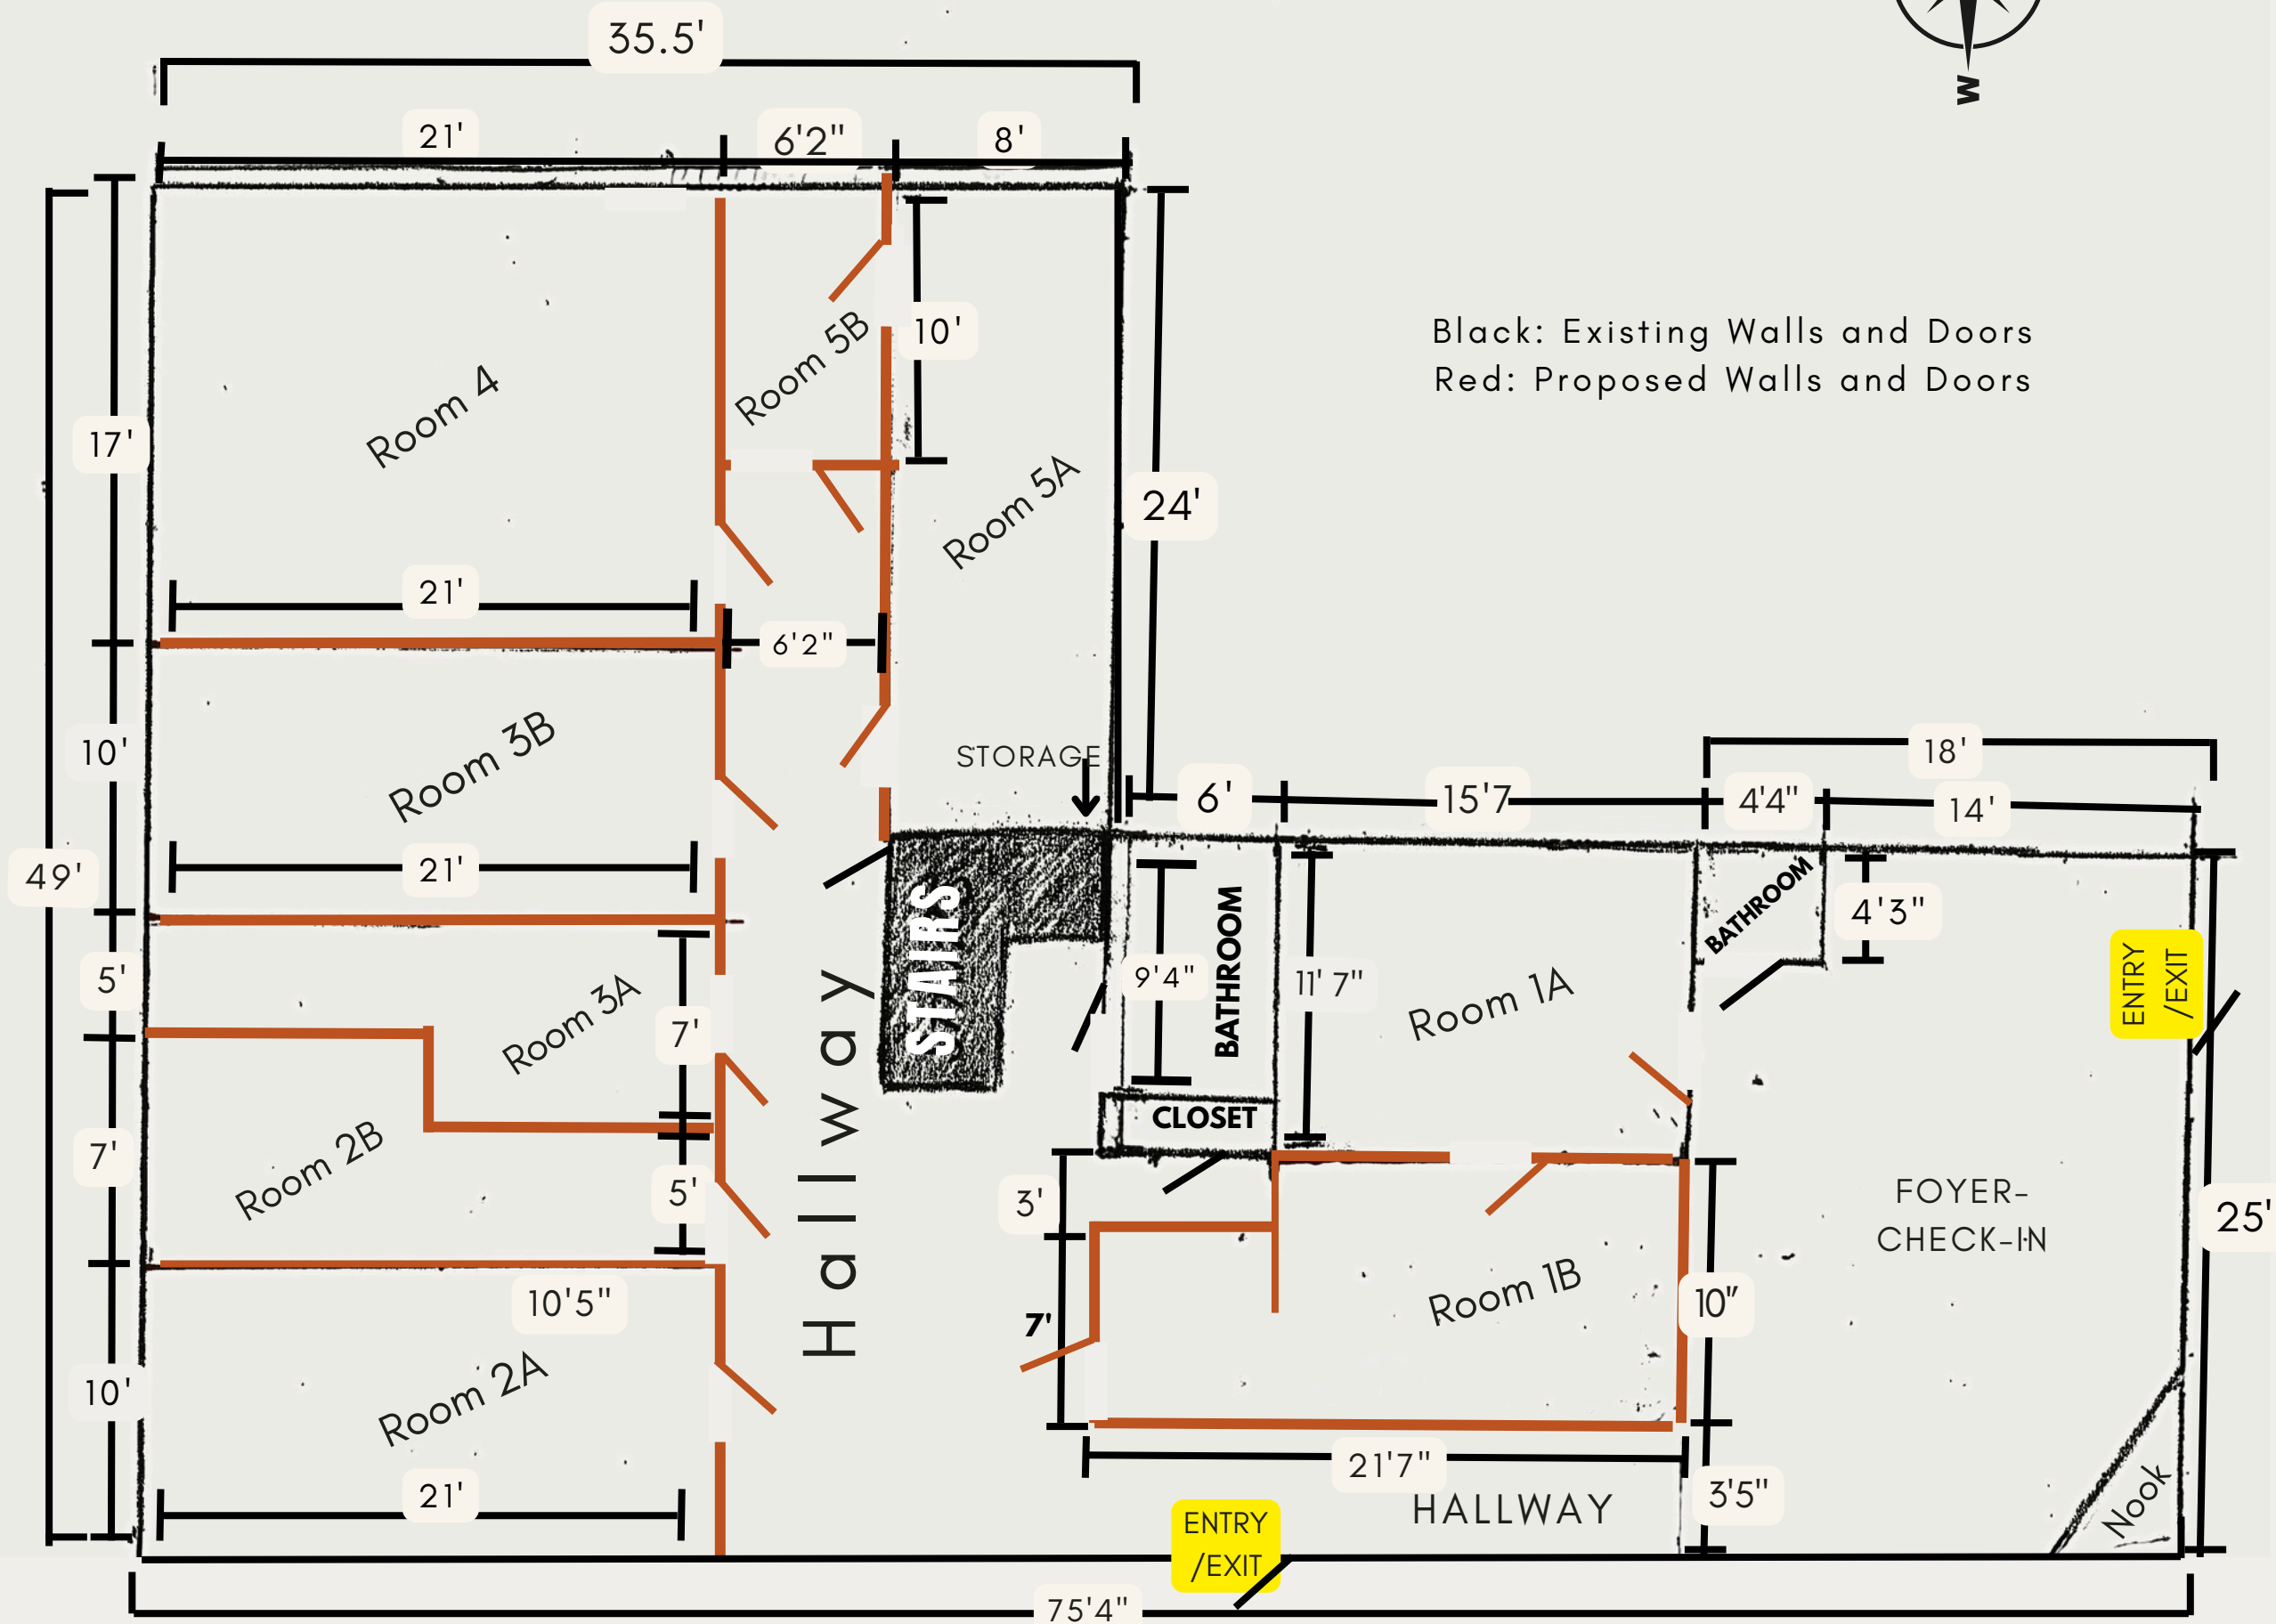 35.5'
W
21'
6'2"
8'
Room 4
Room 5B
10'
Black: Existing Walls and Doors
Red: Proposed Walls and Doors
17'
Room 5A
24'
21'
6'2"
Room 3B
10'
STORAGE
18'
6'
15'7
4'4"
14'
21'
49'
STAIRS
BATHROOM
9'4"
11' 7"
Room 1A
BATHROOM
4'3"
ENTRY
/EXIT
5'
Room 3A
7'
Hallway
CLOSET
7'
Room 2B
5'
3'
FOYER-
CHECK-IN
25'
10'5"
7'
Room 1B
10"
10'
Room 2A
21'
21'7"
HALLWAY
3'5"
Nook
ENTRY
/EXIT
75'4"